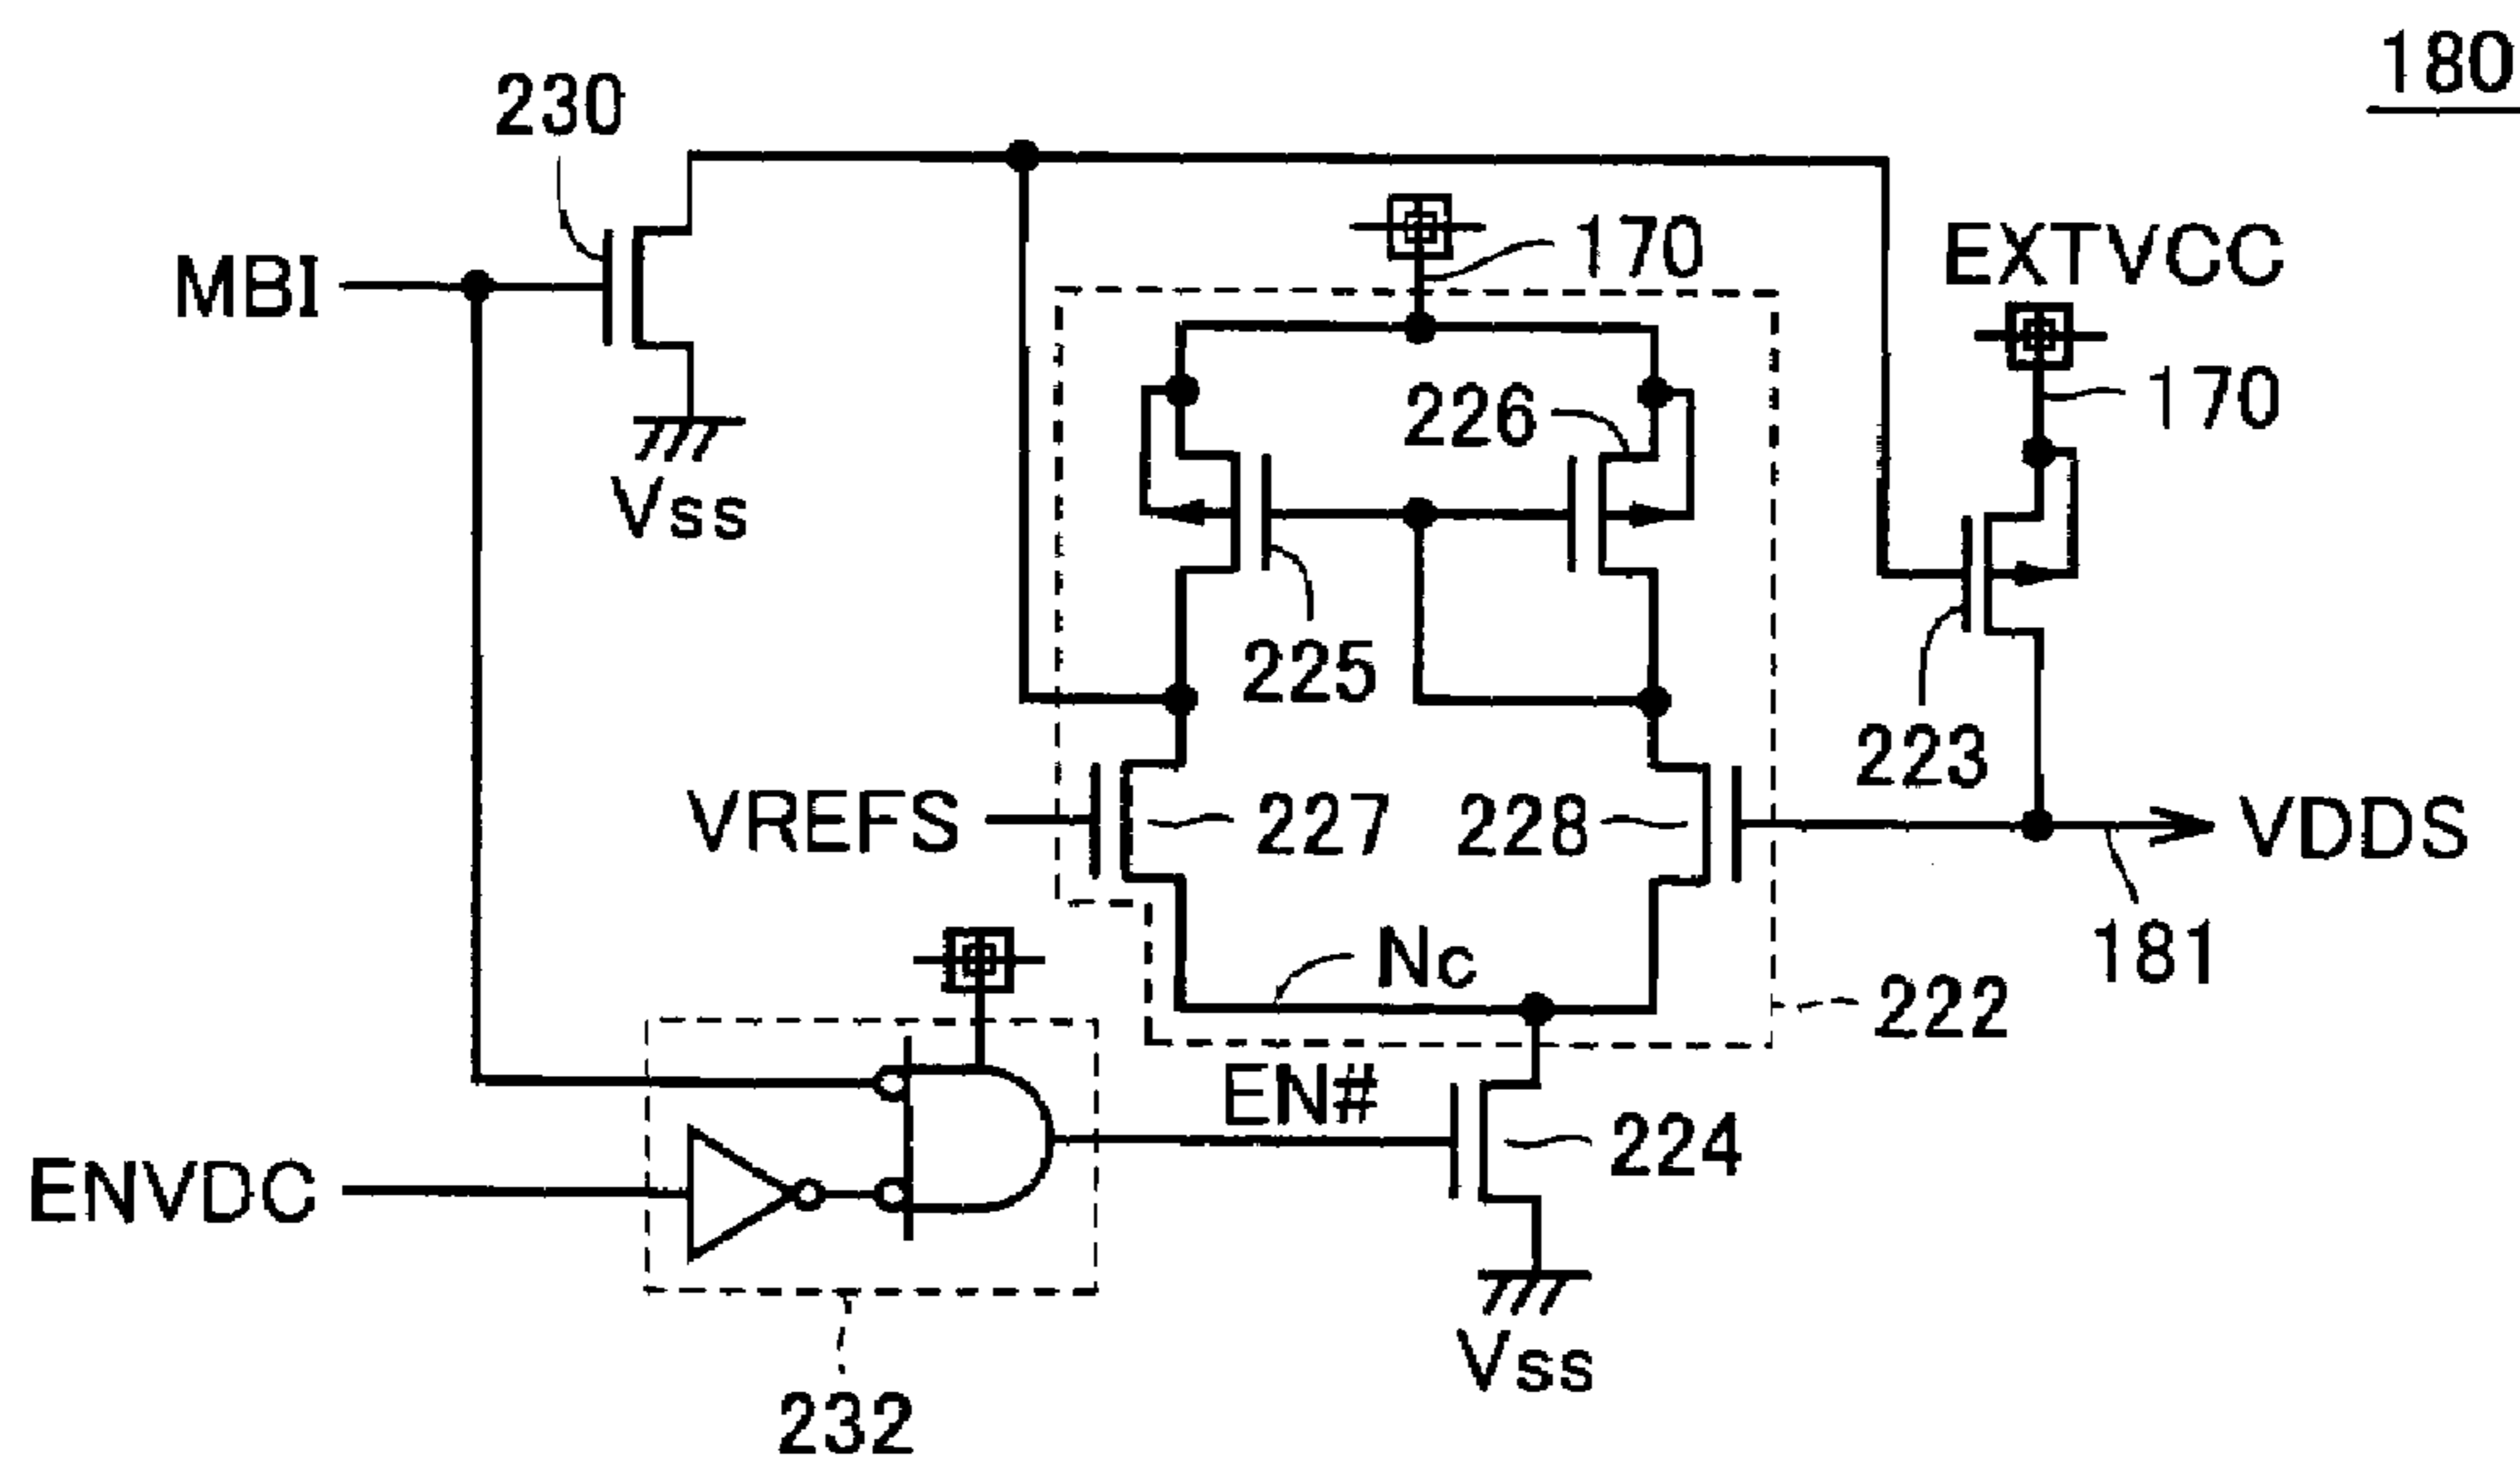 180
230
170
EXTVCC
MBI
226
170
Vss
225
223
VREFS
227
228
VDDS
Nc
181
222
EN#
224
ENVDC
Vss
232